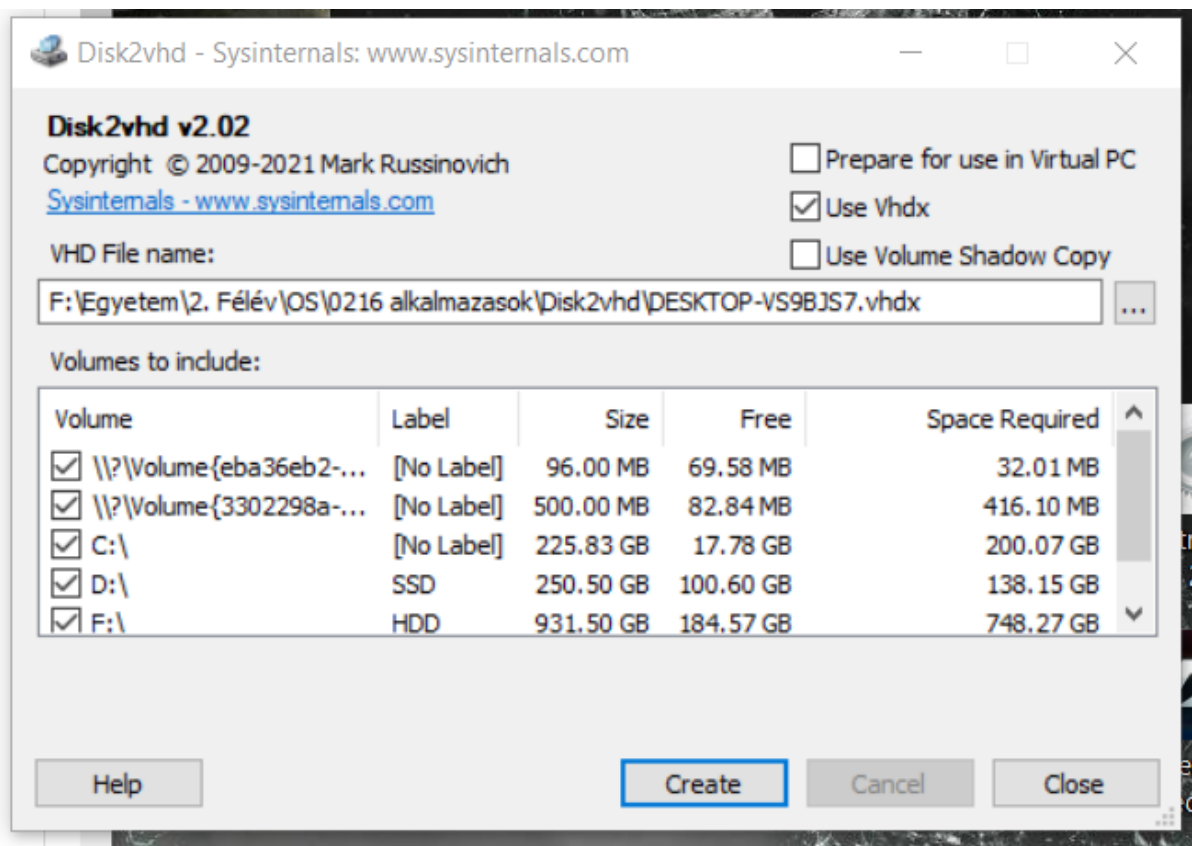 Disk2vhd - Sysinternals: www.sysinternals.com
Disk2vhd v2.02
Copyright © 2009-2021 Mark Russinovich
Sysinternals - www.sysinternals.com
Prepare for use in Virtual PC
Use Vhdx
Use Volume Shadow Copy
VHD File name:
F:\Egyetem\2. Félév\OS\0216 alkalmazasok\Disk2vhd\DESKTOP-VS9BJS7.vhdx
...
Volumes to include:
Volume Label Size Free Space Required
\\?\Volume{eba36eb2-... [No Label] 96.00 MB 69.58 MB 32.01 MB
\\?\Volume{3302298a-... [No Label] 500.00 MB 82.84 MB 416.10 MB
C:\ [No Label] 225.83 GB 17.78 GB 200.07 GB
D:\ SSD 250.50 GB 100.60 GB 138.15 GB
F:\ HDD 931.50 GB 184.57 GB 748.27 GB
Help Create Cancel Close